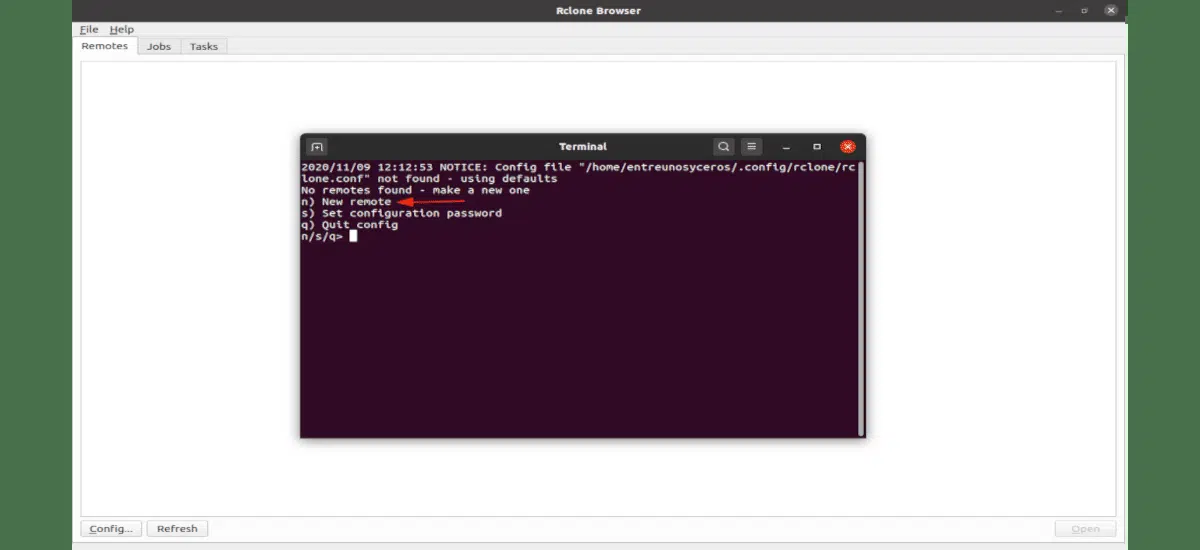 Rclone Browser
File Help
Remotes Jobs Tasks
Terminal
2020/11/09 12:12:53 NOTICE: Config file "/home/entreunosyceros/.config/rclone/rc
lone.conf" not found - using defaults
No remotes found - make a new one
n) New remote
s) Set configuration password
q) Quit config
n/s/q>
Config... Refresh Open